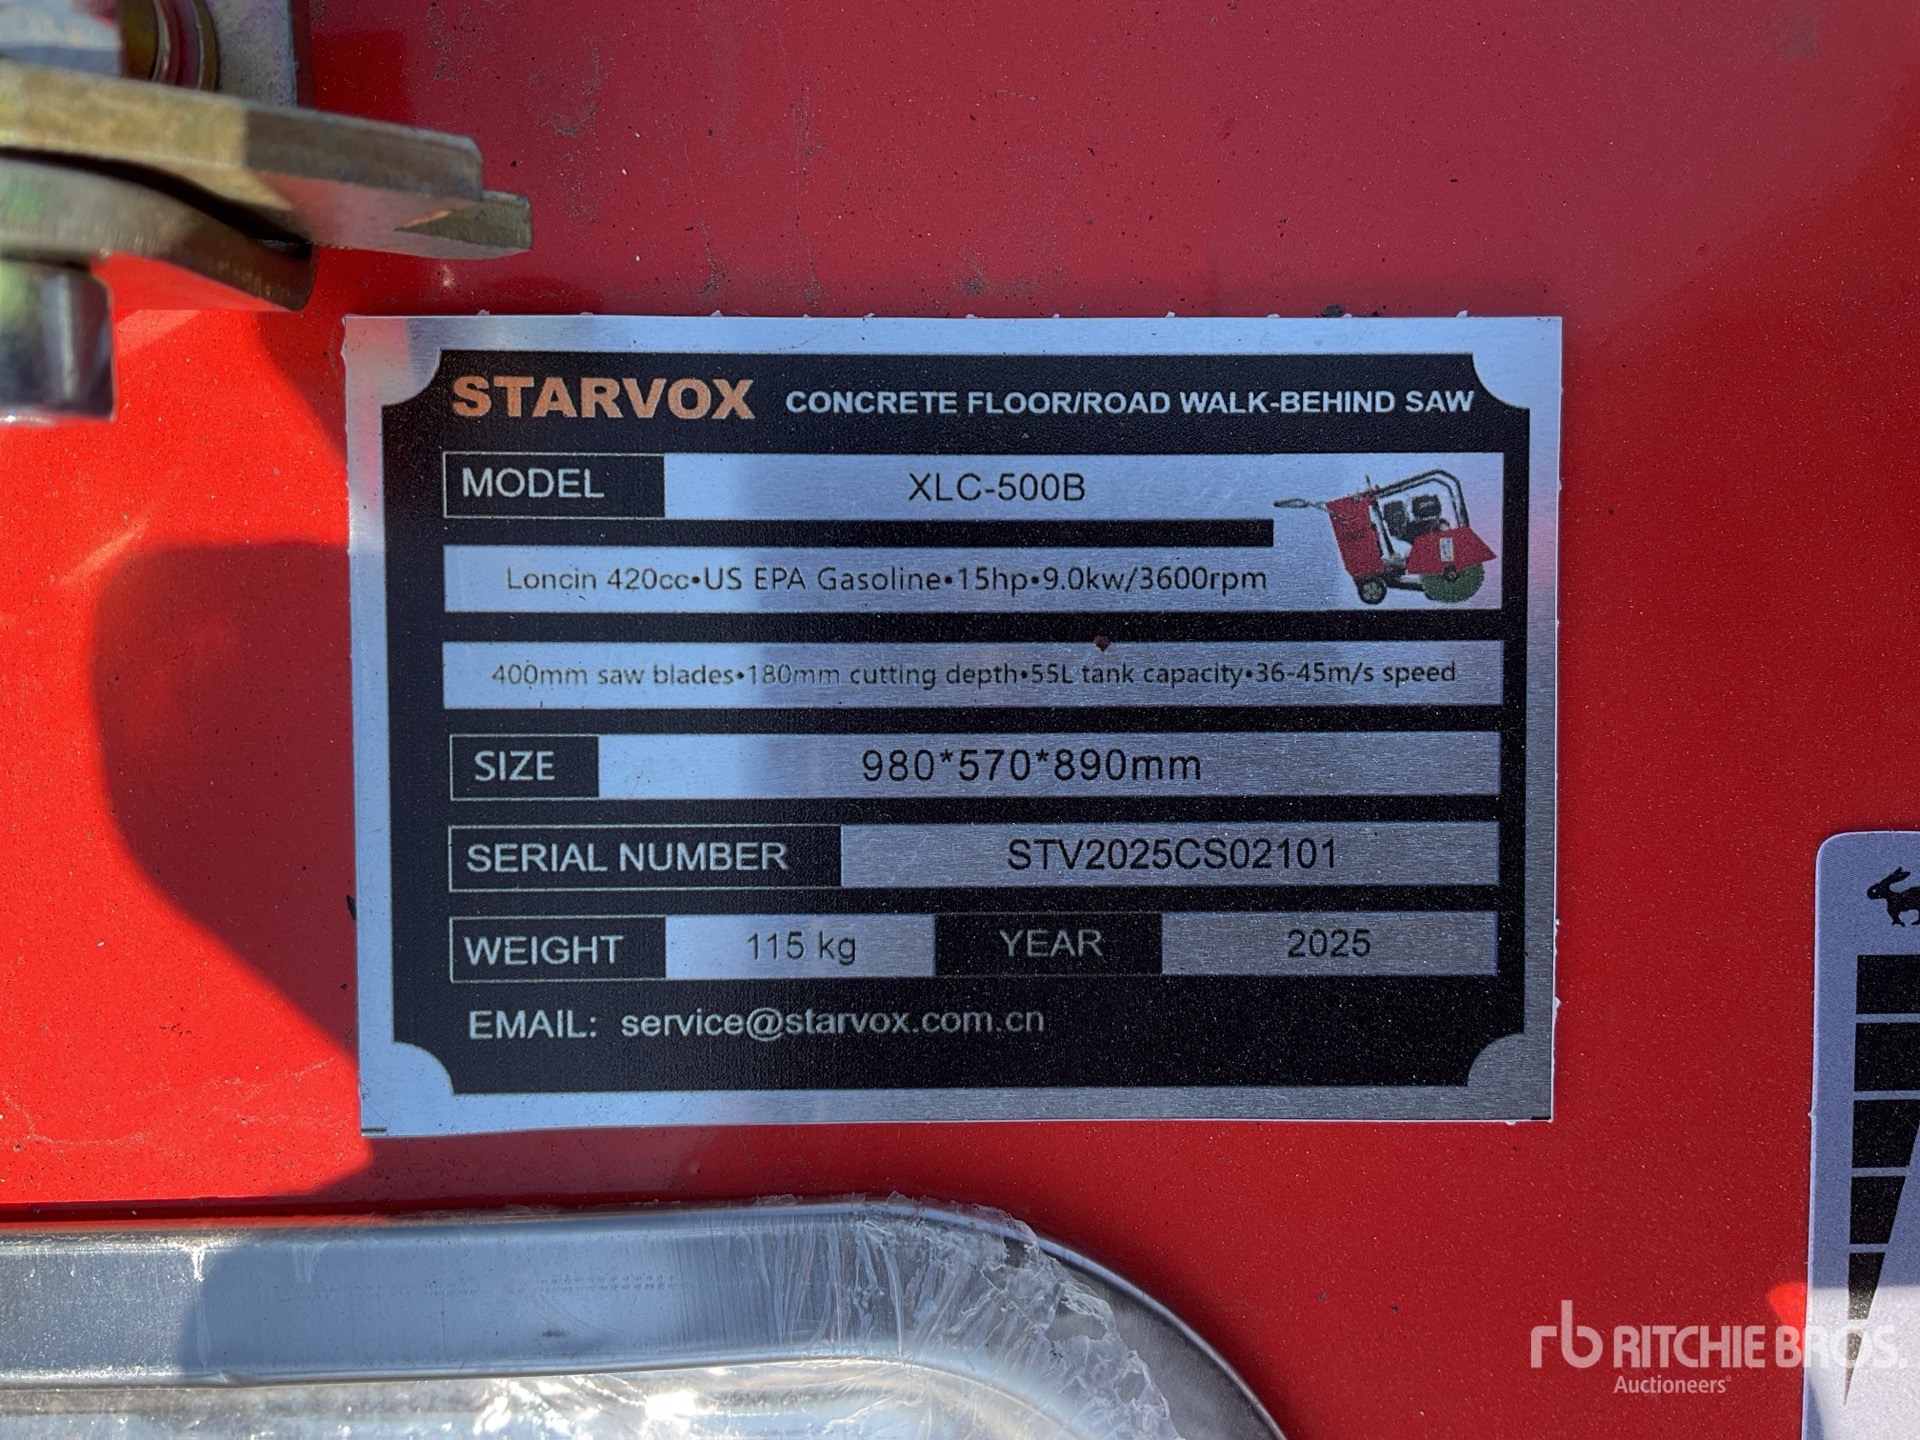 STARVOX CONCRETE FLOOR/ROAD WALK-BEHIND SAW
MODEL XLC-500B
Loncin 420cc•US EPA Gasoline•15hp•9.0kw/3600rpm
400mm saw blades•180mm cutting depth•55L tank capacity•36-45m/s speed
SIZE 980*570*890mm
SERIAL NUMBER STV2025CS02101
WEIGHT 115 kg YEAR 2025
EMAIL: service@starvox.com.cn
rb RITCHIE BROS.
Auctioneers®